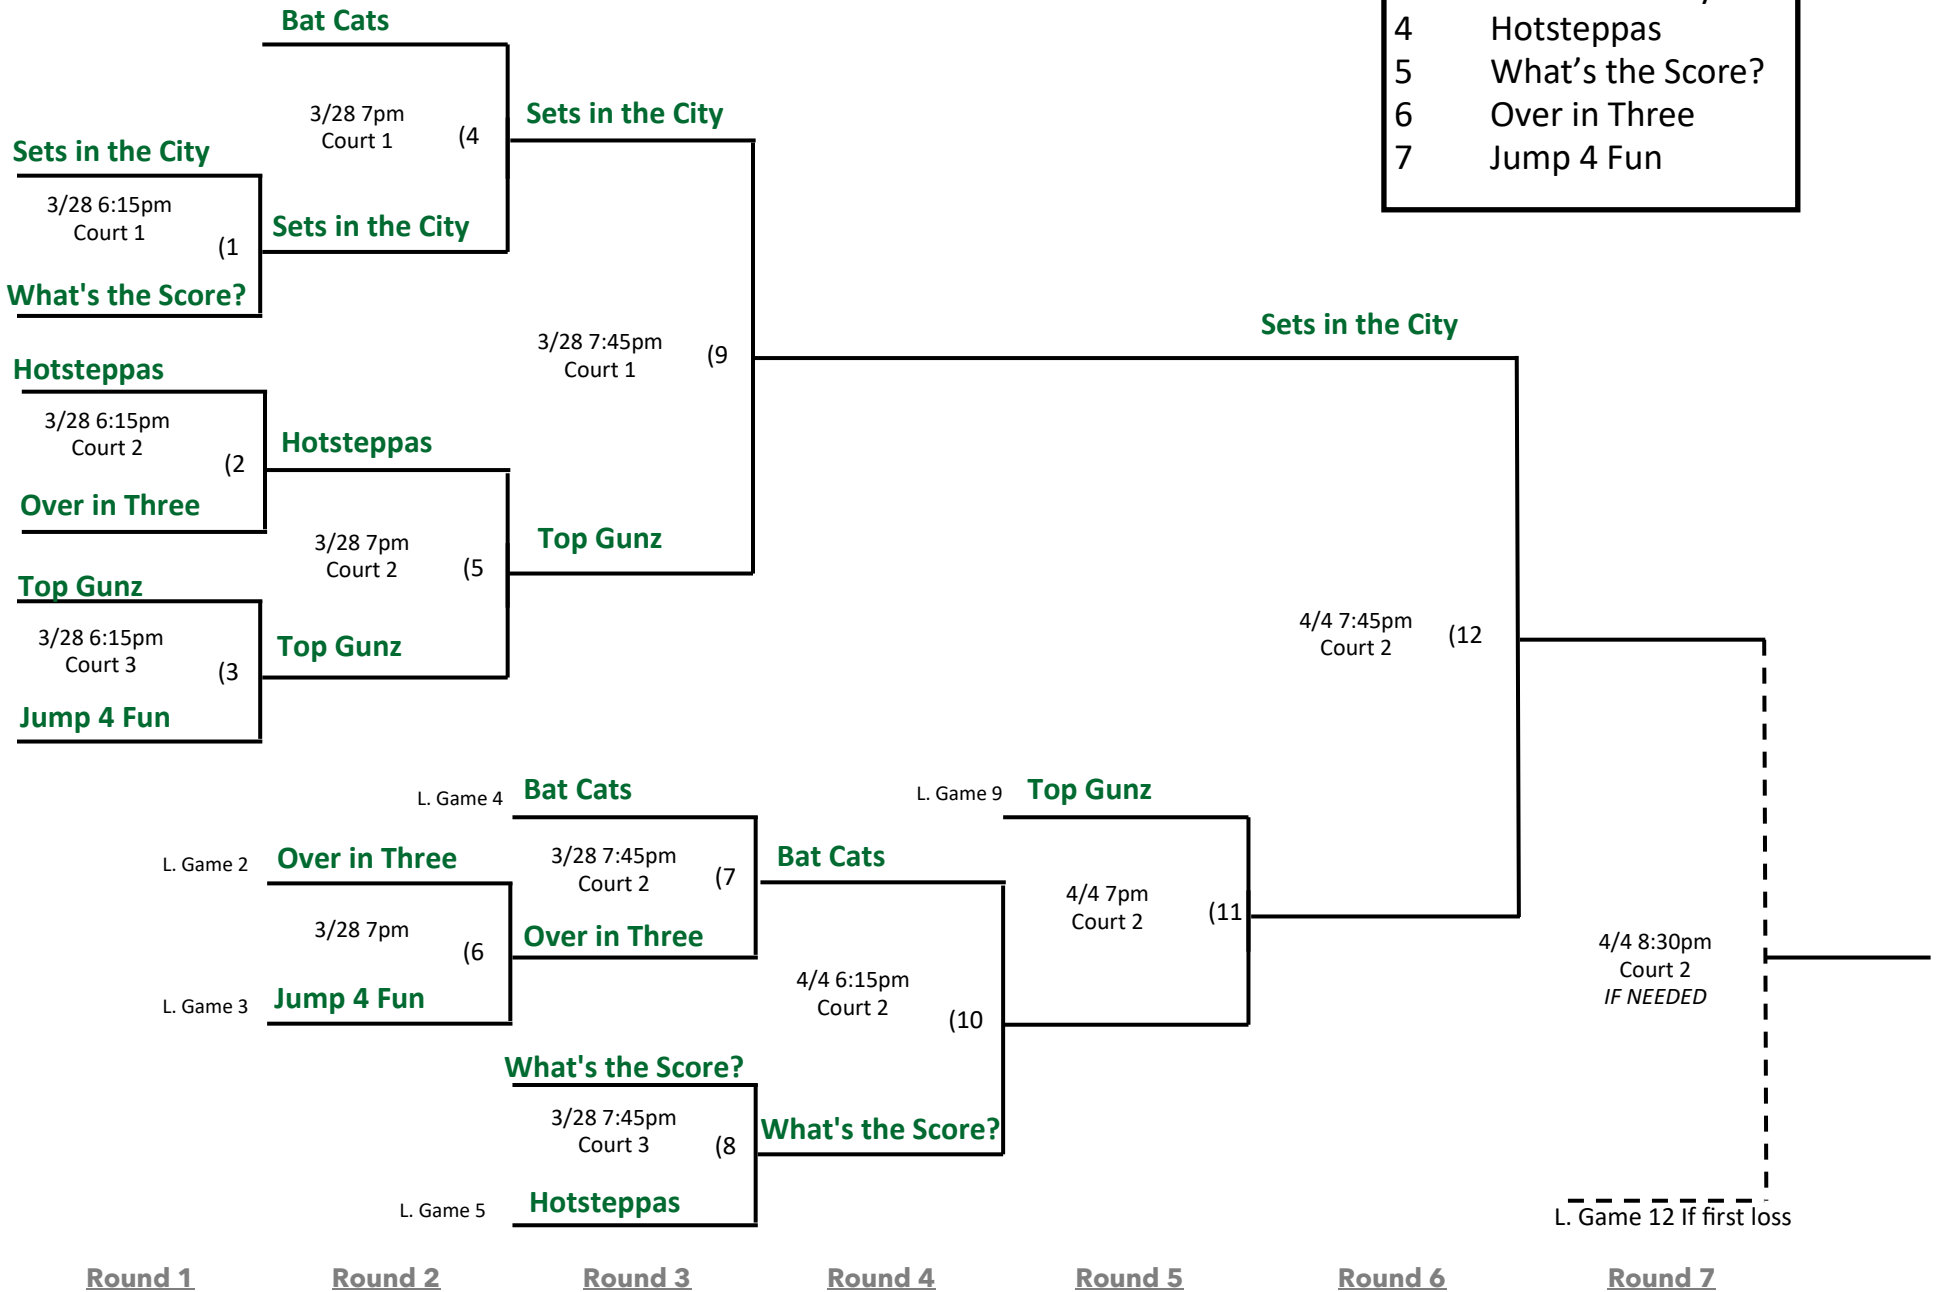 Bat Cats
3/28 7pm
Court 1
(4
Sets in the City
Sets in the City
3/28 6:15pm
Court 1
(1
Sets in the City
What's the Score?
4 Hotsteppas
5 What’s the Score?
6 Over in Three
7 Jump 4 Fun
3/28 7:45pm
Court 1
(9
Sets in the City
Hotsteppas
3/28 6:15pm
Court 2
(2
Hotsteppas
Over in Three
3/28 7pm
Court 2
(5
Top Gunz
Top Gunz
3/28 6:15pm
Court 3
(3
Top Gunz
Jump 4 Fun
4/4 7:45pm
Court 2
(12
L. Game 4 Bat Cats
L. Game 9 Top Gunz
L. Game 2 Over in Three
3/28 7:45pm
Court 2
(7
Bat Cats
3/28 7pm
(6
Over in Three
L. Game 3 Jump 4 Fun
4/4 7pm
Court 2
(11
4/4 6:15pm
Court 2
(10
4/4 8:30pm
Court 2
IF NEEDED
What's the Score?
3/28 7:45pm
Court 3
(8
What's the Score?
L. Game 5 Hotsteppas
L. Game 12 If first loss
Round 1 Round 2 Round 3 Round 4 Round 5 Round 6 Round 7